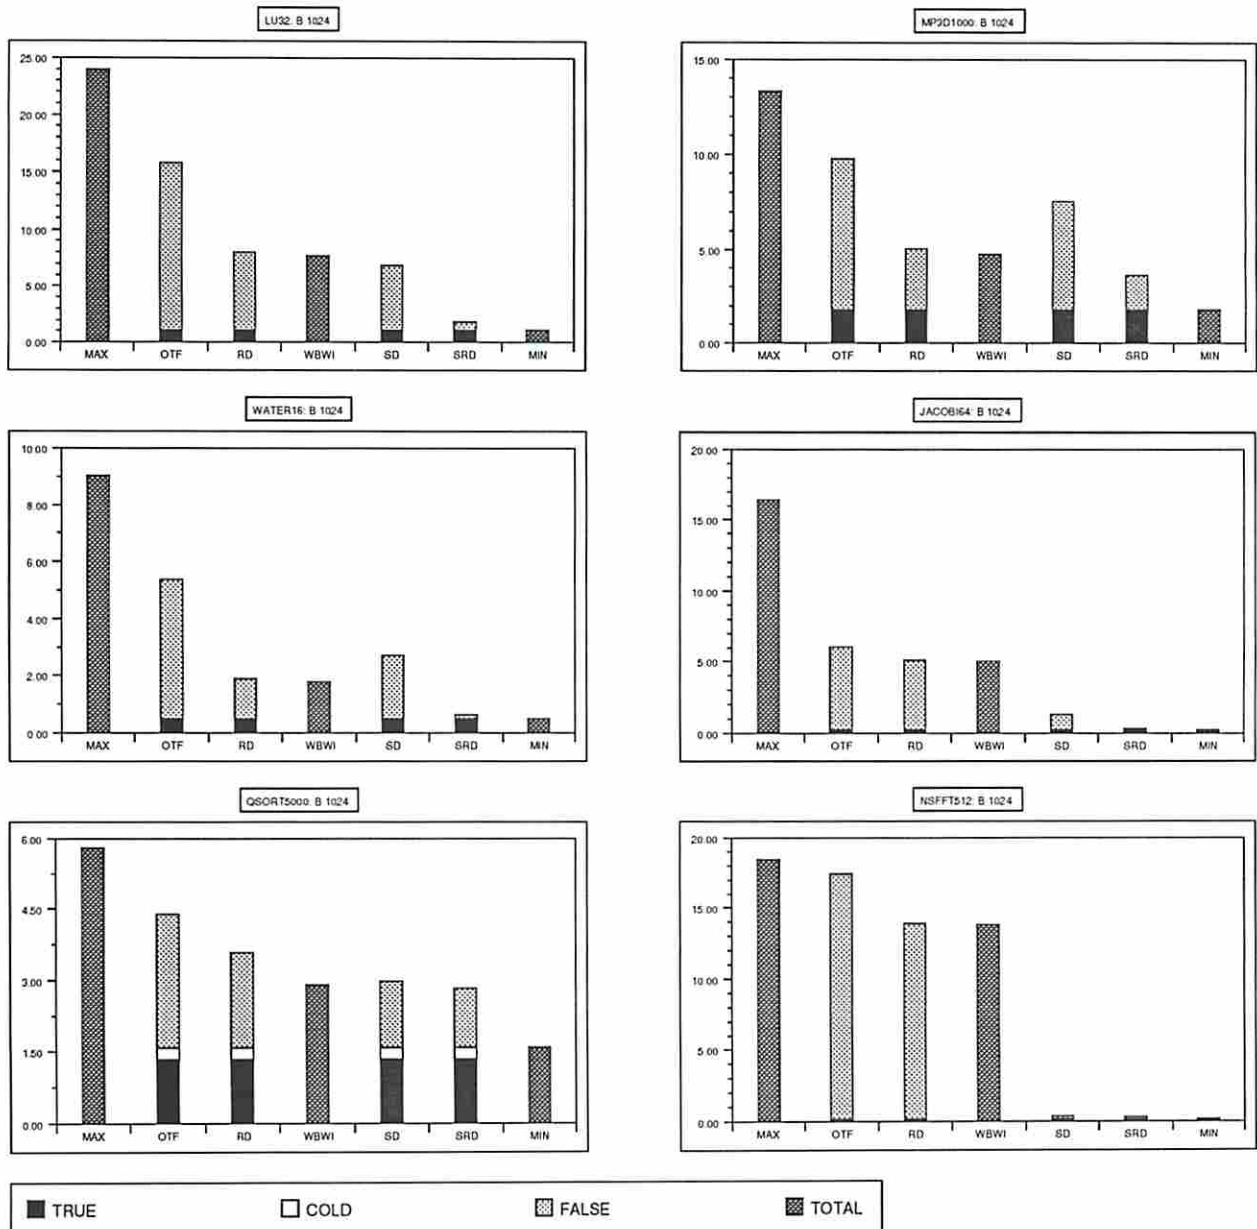 LU32: B 1024
25.00
20.00
15.00
10.00
5.00
0.00
MAX OTF RD WBWI SD SRD MIN
MP3D1000: B 1024
15.00
10.00
5.00
0.00
MAX OTF RD WBWI SD SRD MIN
WATER16: B 1024
10.00
8.00
6.00
4.00
2.00
0.00
MAX OTF RD WBWI SD SRD MIN
JACOBI64: B 1024
20.00
15.00
10.00
5.00
0.00
MAX OTF RD WBWI SD SRD MIN
QSORT5000: B 1024
6.00
4.50
3.00
1.50
0.00
MAX OTF RD WBWI SD SRD MIN
NSFFT512: B 1024
20.00
15.00
10.00
5.00
0.00
MAX OTF RD WBWI SD SRD MIN
TRUE COLD FALSE TOTAL